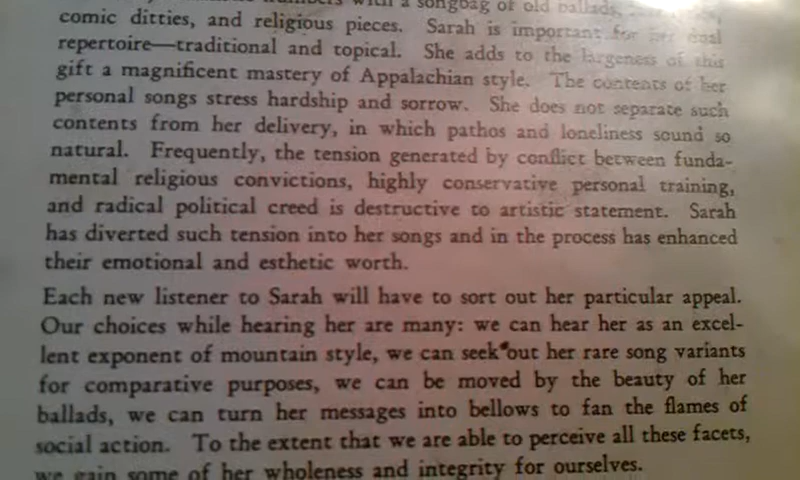 numbers with a songbag of old ballads,
comic ditties, and religious pieces. Sarah is important for her dual
repertoire—traditional and topical. She adds to the largeness of this
gift a magnificent mastery of Appalachian style. The contents of her
personal songs stress hardship and sorrow. She does not separate such
contents from her delivery, in which pathos and loneliness sound so
natural. Frequently, the tension generated by conflict between funda-
mental religious convictions, highly conservative personal training,
and radical political creed is destructive to artistic statement. Sarah
has diverted such tension into her songs and in the process has enhanced
their emotional and esthetic worth.
Each new listener to Sarah will have to sort out her particular appeal.
Our choices while hearing her are many: we can hear her as an excel-
lent exponent of mountain style, we can seek out her rare song variants
for comparative purposes, we can be moved by the beauty of her
ballads, we can turn her messages into bellows to fan the flames of
social action. To the extent that we are able to perceive all these facets,
we gain some of her wholeness and integrity for ourselves.